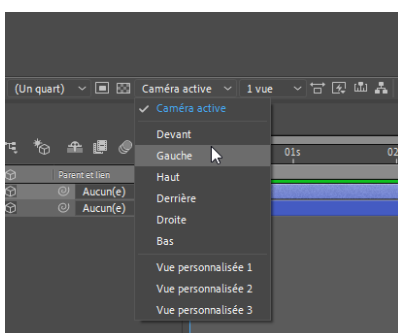 (Un quart) Caméra active 1 vue
Caméra active
Devant
Gauche
01s 02
Haut
Parent et lien
Derrière
Aucun(e)
Aucun(e)
Droite
Bas
Vue personnalisée 1
Vue personnalisée 2
Vue personnalisée 3